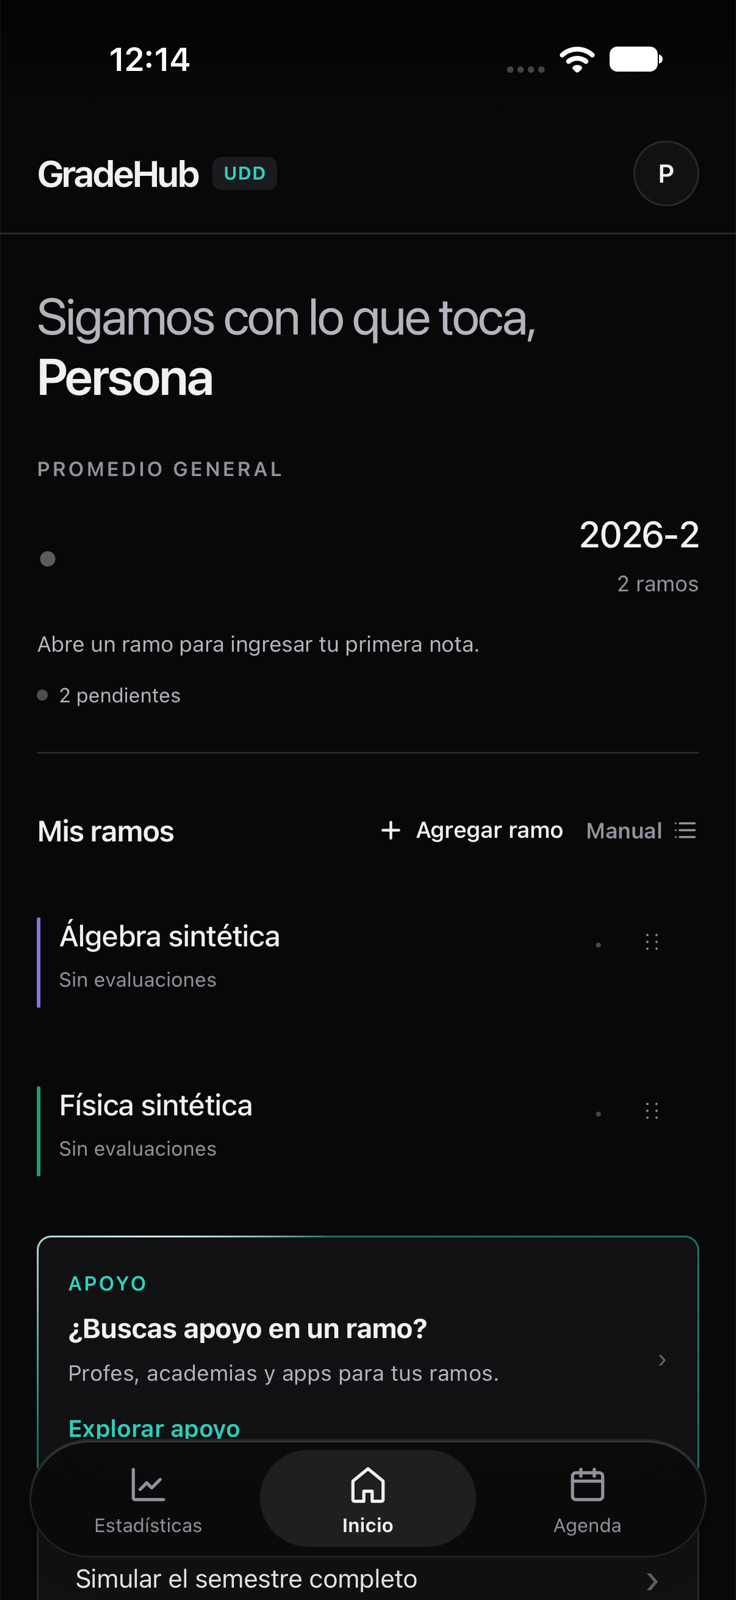 12:14
GradeHub UDD
P
Sigamos con lo que toca,
Persona
PROMEDIO GENERAL
2026-2
2 ramos
Abre un ramo para ingresar tu primera nota.
2 pendientes
Mis ramos
+ Agregar ramo
Manual
Álgebra sintética
Sin evaluaciones
Física sintética
Sin evaluaciones
APOYO
¿Buscas apoyo en un ramo?
Profes, academias y apps para tus ramos.
Explorar apoyo
Estadísticas
Inicio
Agenda
Simular el semestre completo